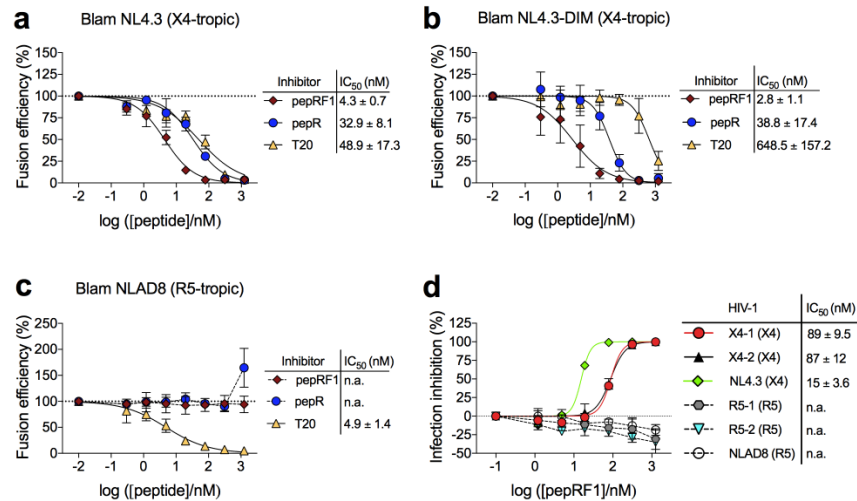 a
Blam NL4.3 (X4-tropic)
Fusion efficiency (%)
150
125
100
75
50
25
0
-2 -1 0 1 2 3
log ([peptide]/nM)
Inhibitor IC50 (nM)
pepRF1 4.3 ± 0.7
pepR 32.9 ± 8.1
T20 48.9 ± 17.3
b
Blam NL4.3-DIM (X4-tropic)
Fusion efficiency (%)
150
125
100
75
50
25
0
-2 -1 0 1 2 3
log ([peptide]/nM)
Inhibitor IC50 (nM)
pepRF1 2.8 ± 1.1
pepR 38.8 ± 17.4
T20 648.5 ± 157.2
c
Blam NLAD8 (R5-tropic)
Fusion efficiency (%)
250
200
150
100
50
0
-2 -1 0 1 2 3
log ([peptide]/nM)
Inhibitor IC50 (nM)
pepRF1 n.a.
pepR n.a.
T20 4.9 ± 1.4
d
Infection inhibition (%)
125
100
75
50
25
0
-25
-50
-1 0 1 2 3
log ([pepRF1]/nM)
HIV-1 IC50 (nM)
X4-1 (X4) 89 ± 9.5
X4-2 (X4) 87 ± 12
NL4.3 (X4) 15 ± 3.6
R5-1 (R5) n.a.
R5-2 (R5) n.a.
NLAD8 (R5) n.a.